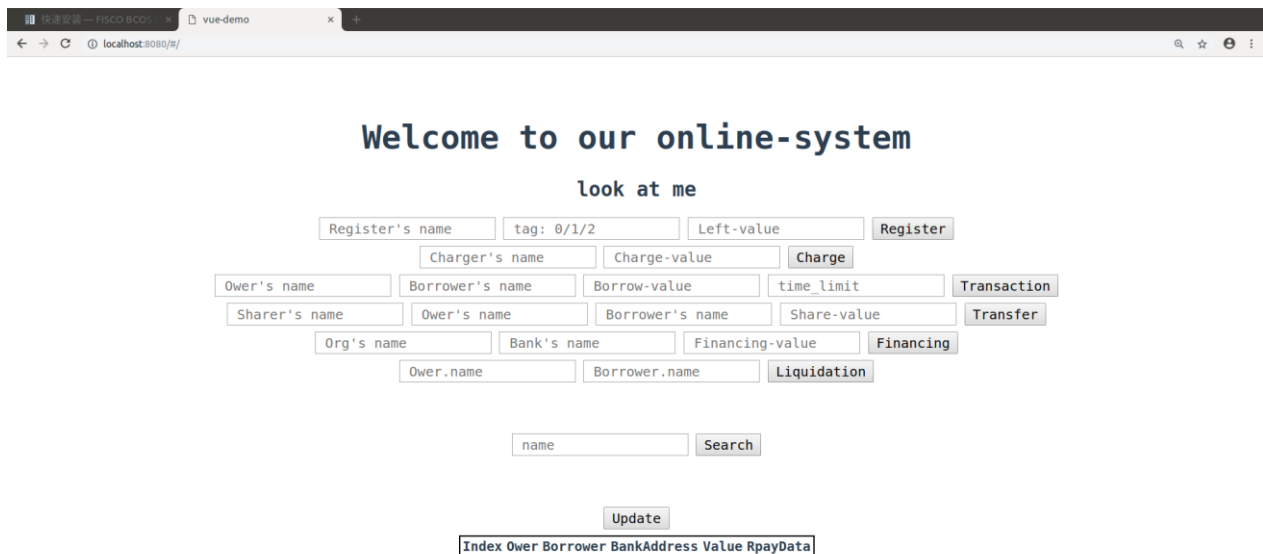 快速安装 — FISCO BCOS × vue-demo × +
localhost:8080/#/
Welcome to our online-system
look at me
Register's name tag: 0/1/2 Left-value Register
Charger's name Charge-value Charge
Ower's name Borrower's name Borrow-value time_limit Transaction
Sharer's name Ower's name Borrower's name Share-value Transfer
Org's name Bank's name Financing-value Financing
Ower.name Borrower.name Liquidation
name Search
Update
Index Ower Borrower BankAddress Value RpayData